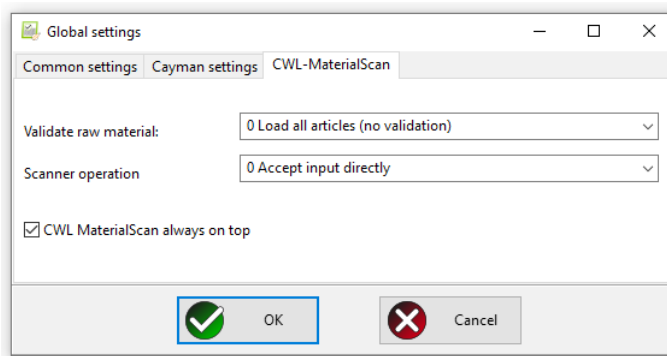 Global settings
Common settings Cayman settings CWL-MaterialScan
Validate raw material: 0 Load all articles (no validation)
Scanner operation 0 Accept input directly
CWL MaterialScan always on top
OK Cancel